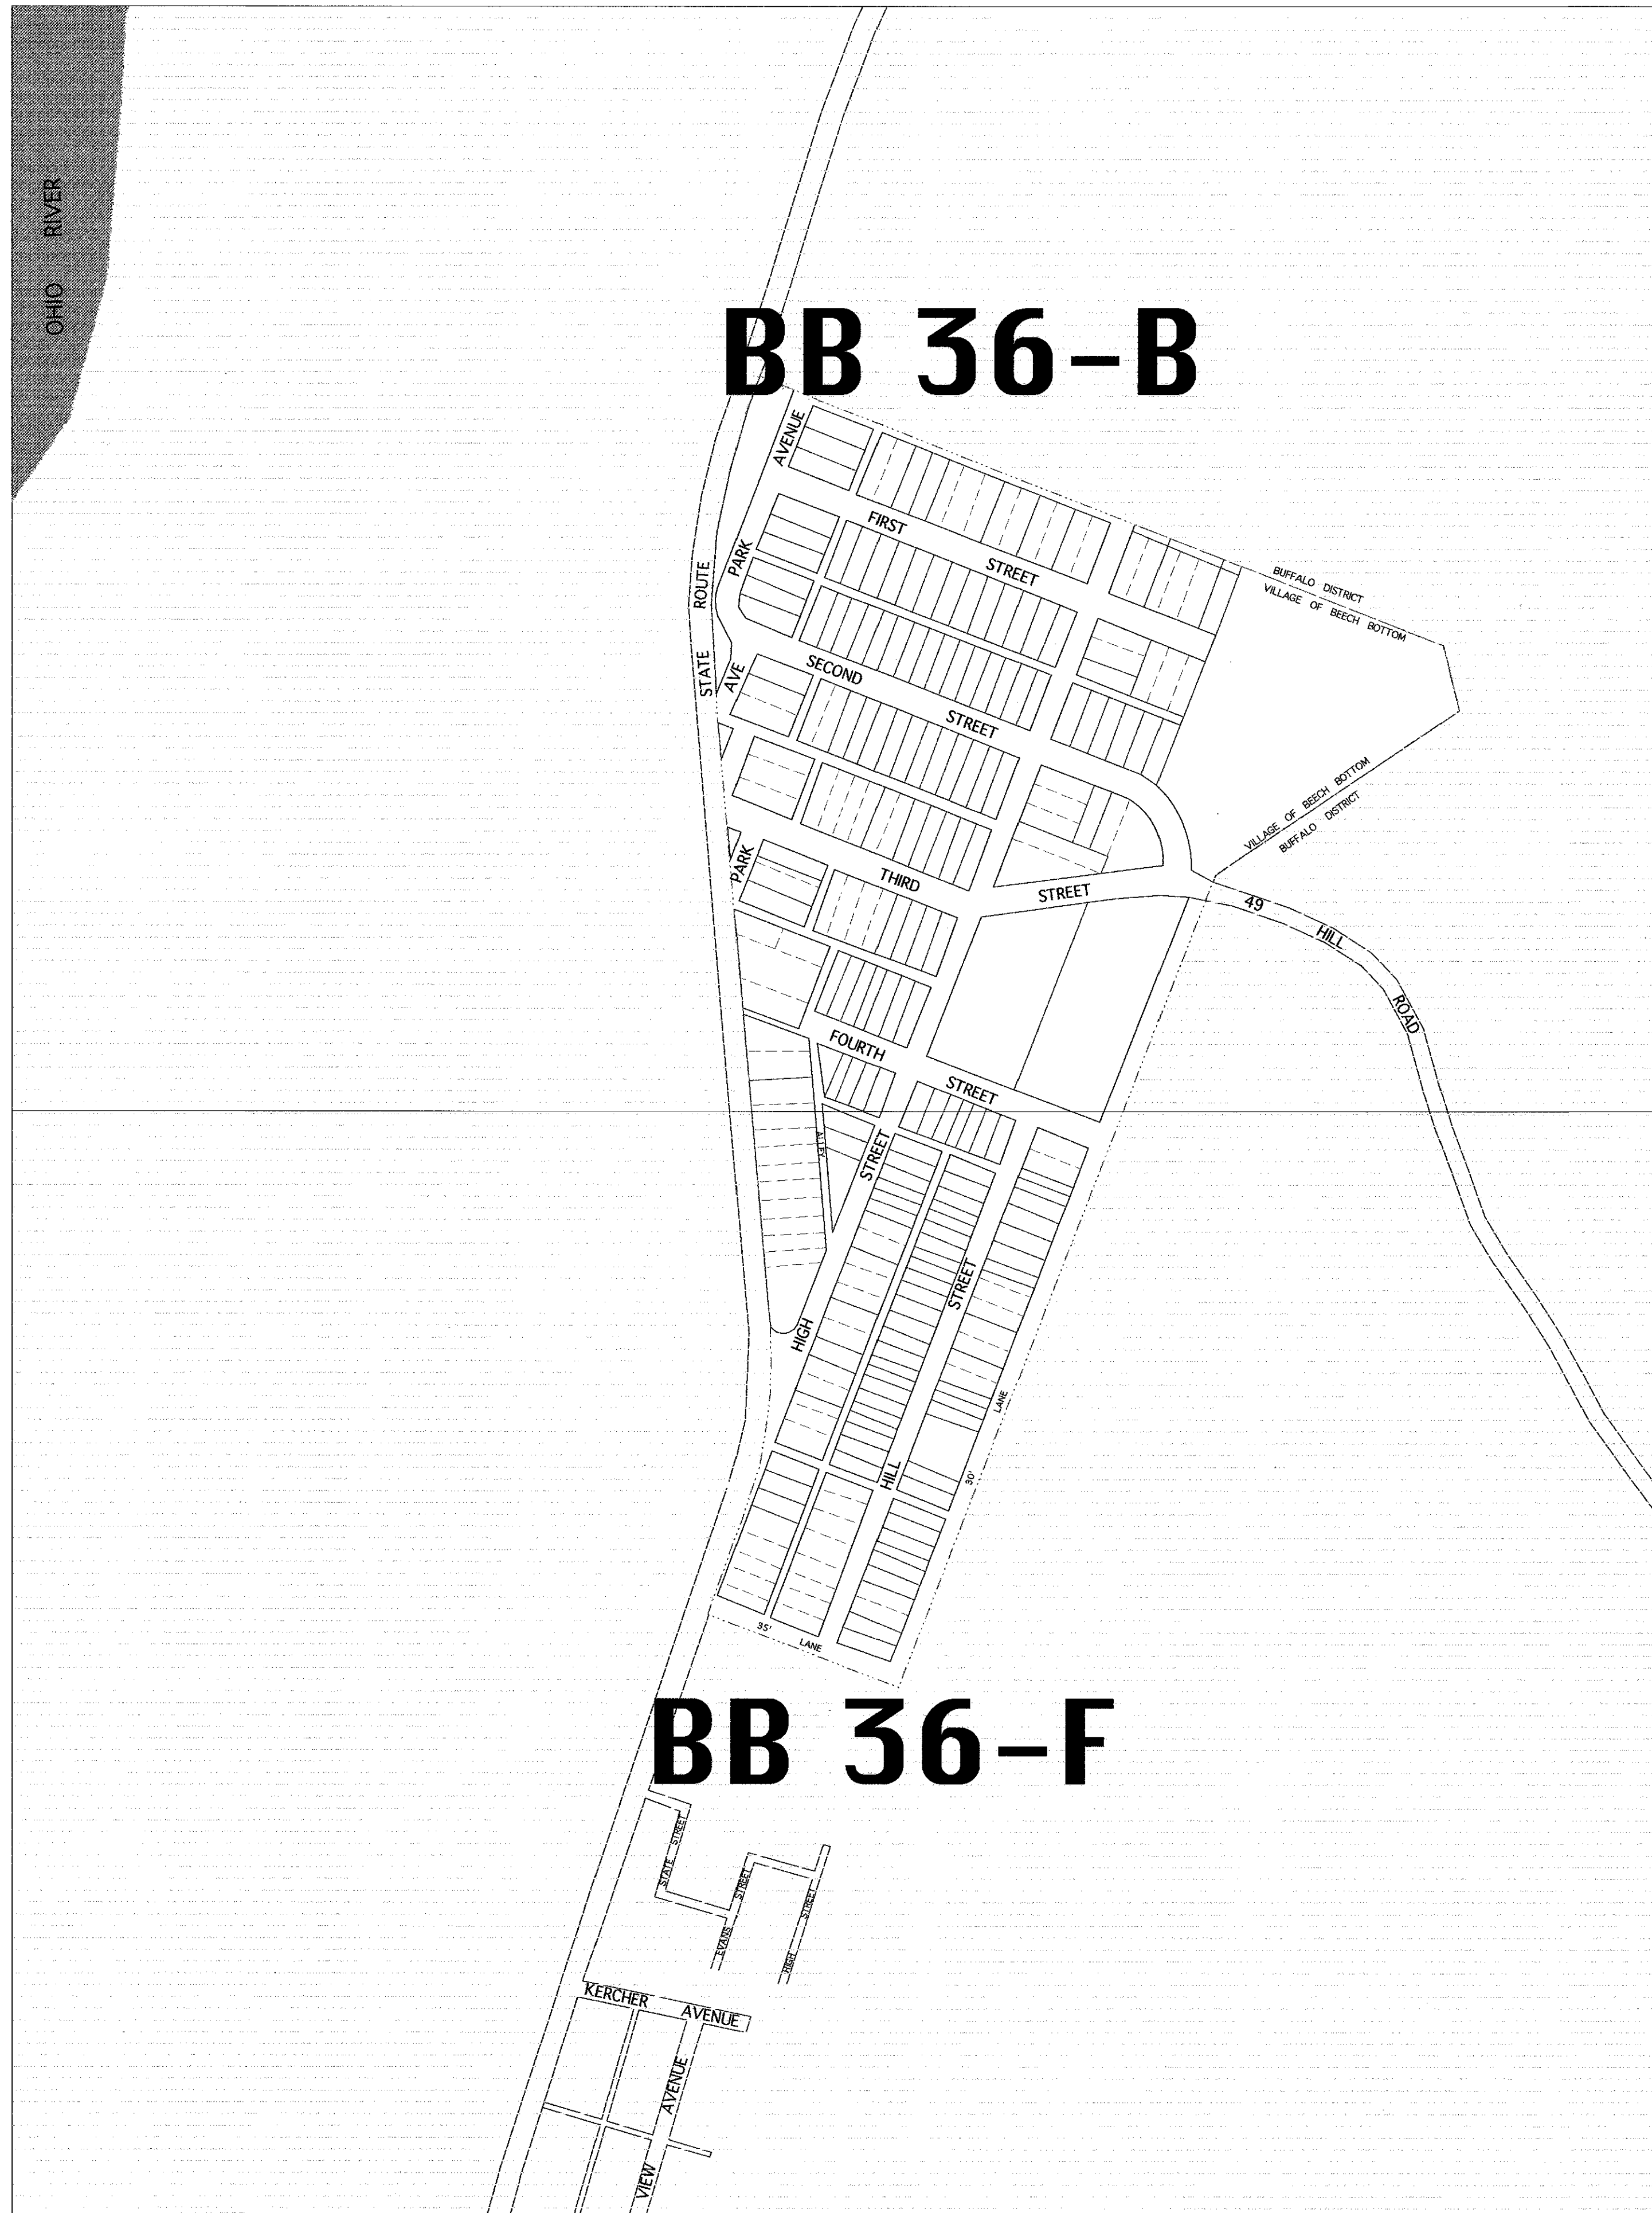 OHIO RIVER
BB 36-B
AVENUE
PARK
FIRST STREET
STATE ROUTE
BUFFALO DISTRICT
VILLAGE OF BEECH BOTTOM
AVE
SECOND STREET
VILLAGE OF BEECH BOTTOM
BUFFALO DISTRICT
PARK
THIRD STREET
49 HILL ROAD
FOURTH STREET
ALLEY
HIGH STREET
HILL STREET
30' LANE
35' LANE
BB 36-F
STATE STREET
EVANS STREET
HIGH STREET
KERCHER AVENUE
VIEW AVENUE